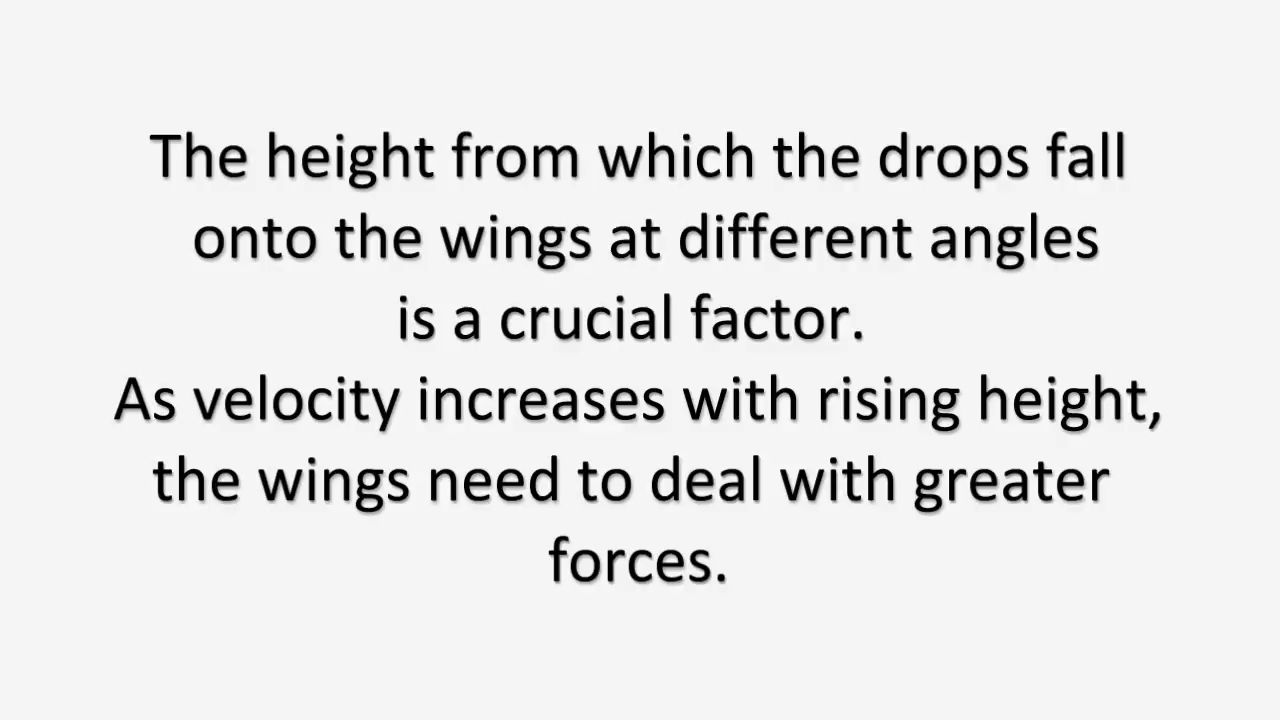 The height from which the drops fall
onto the wings at different angles
is a crucial factor.
As velocity increases with rising height,
the wings need to deal with greater
forces.